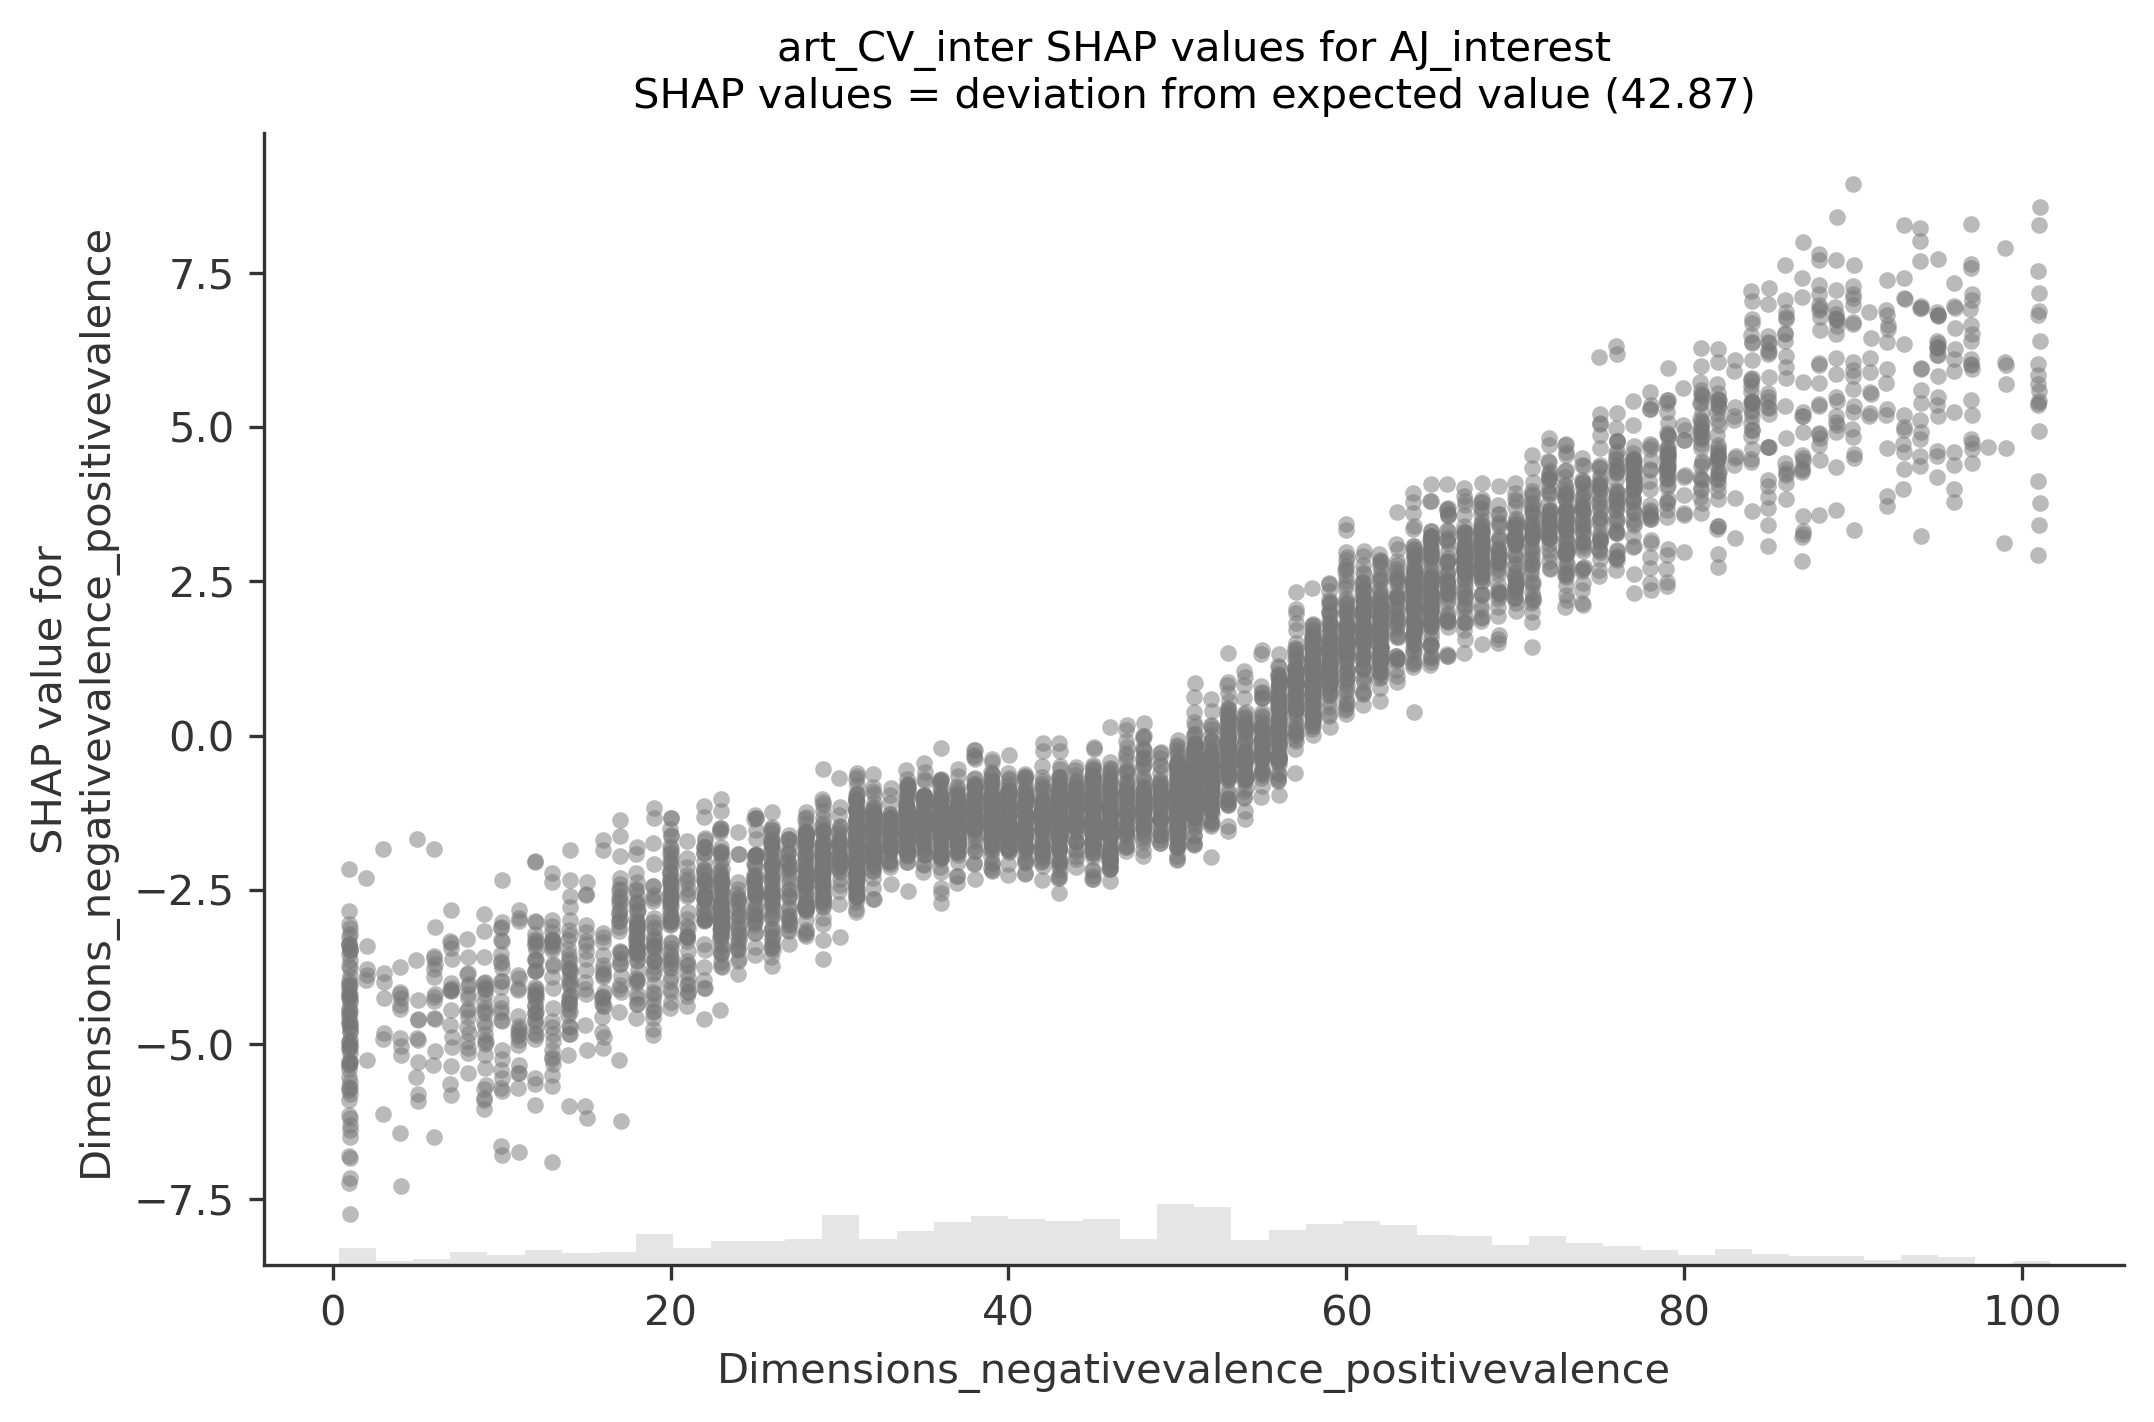 art_CV_inter SHAP values for AJ_interest
SHAP values = deviation from expected value (42.87)
SHAP value for
Dimensions_negativevalence_positivevalence
7.5
5.0
2.5
0.0
−2.5
−5.0
−7.5
0
20
40
60
80
100
Dimensions_negativevalence_positivevalence